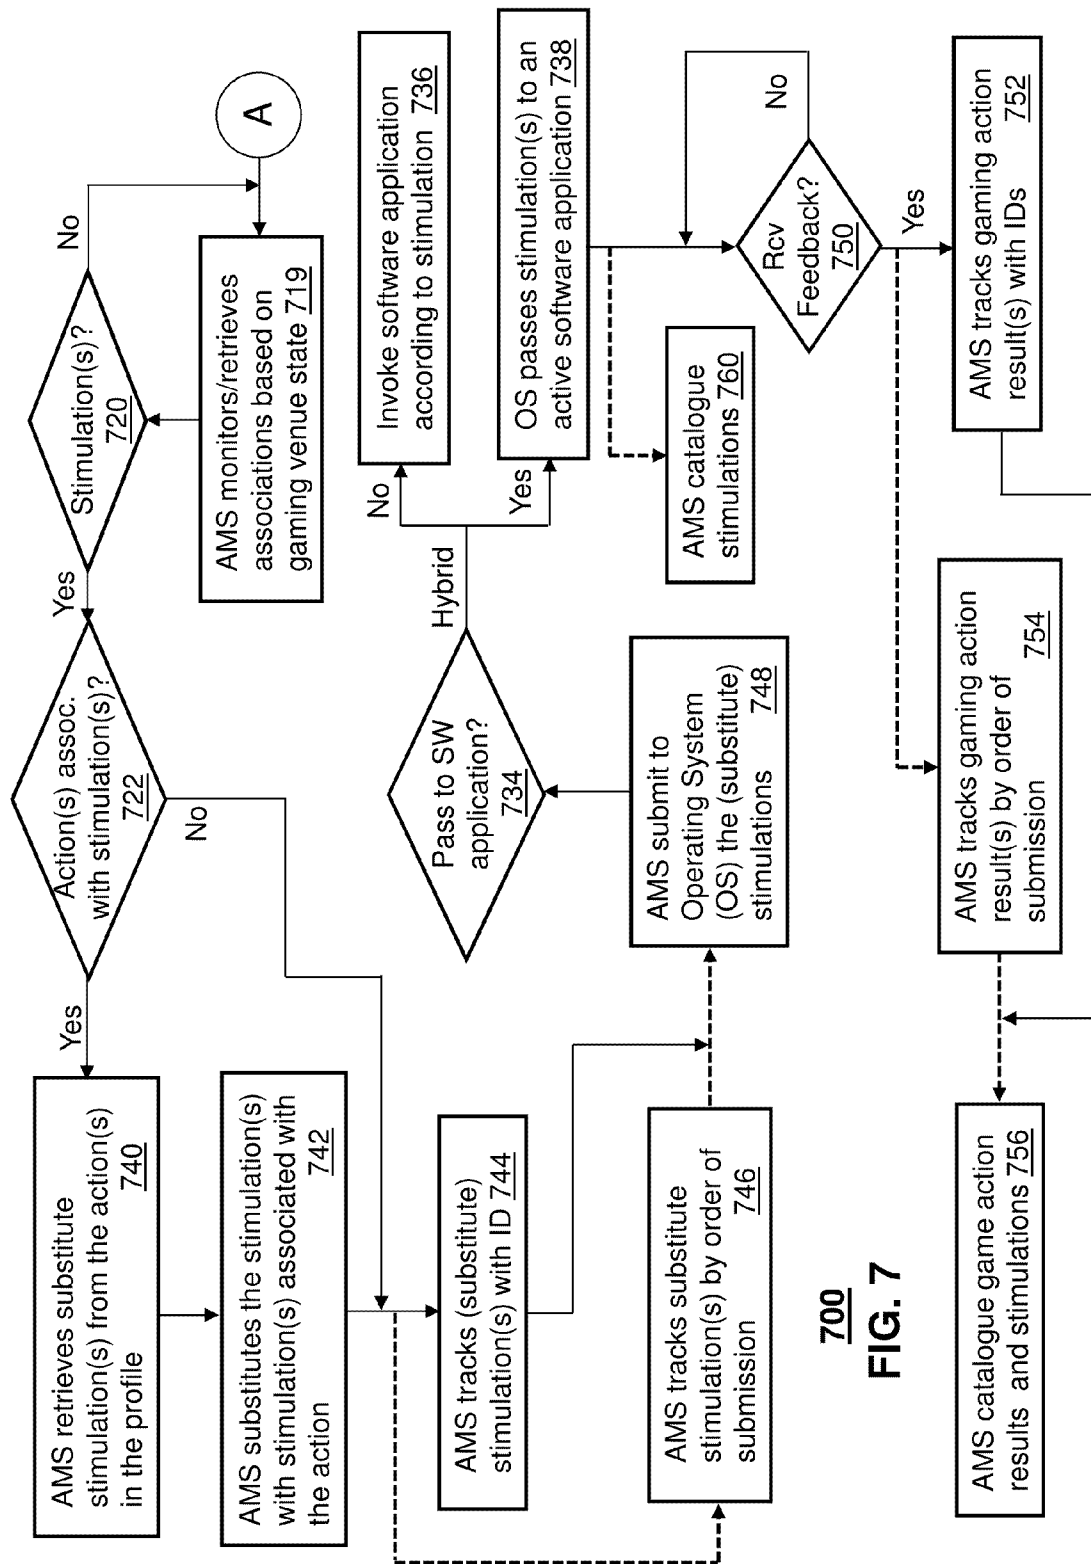 A
AMS monitors/retrieves
associations based on
gaming venue state 719
Stimulation(s)?
720
No
Yes
Action(s) assoc.
with stimulation(s)?
722
No
Yes
AMS retrieves substitute
stimulation(s) from the action(s)
in the profile 740
AMS substitutes the stimulation(s)
with stimulation(s) associated with
the action 742
AMS tracks (substitute)
stimulation(s) with ID 744
AMS tracks substitute
stimulation(s) by order of
submission 746
AMS submit to
Operating System
(OS) the (substitute)
stimulations 748
Pass to SW
application?
734
Hybrid
No
Yes
Invoke software application
according to stimulation 736
OS passes stimulation(s) to an
active software application 738
AMS catalogue
stimulations 760
Rcv
Feedback?
750
No
Yes
AMS tracks gaming action
result(s) with IDs 752
AMS tracks gaming action
result(s) by order of
submission 754
AMS catalogue game action
results and stimulations 756
700
FIG. 7